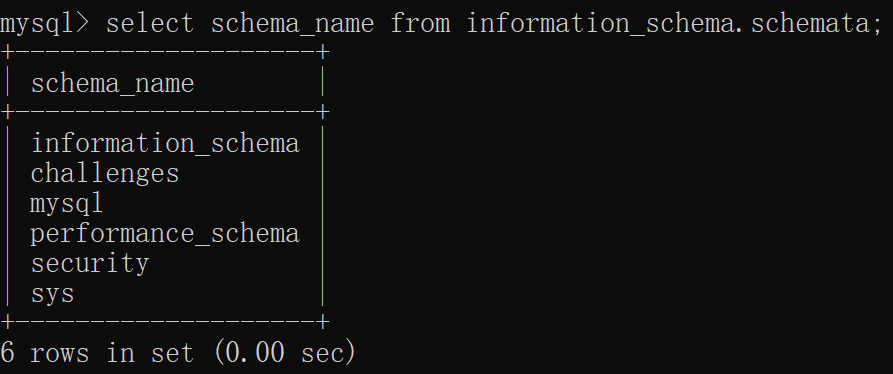 mysql> select schema_name from information_schema.schemata;
+--------------------+
| schema_name        |
+--------------------+
| information_schema |
| challenges         |
| mysql              |
| performance_schema |
| security           |
| sys                |
+--------------------+
6 rows in set (0.00 sec)